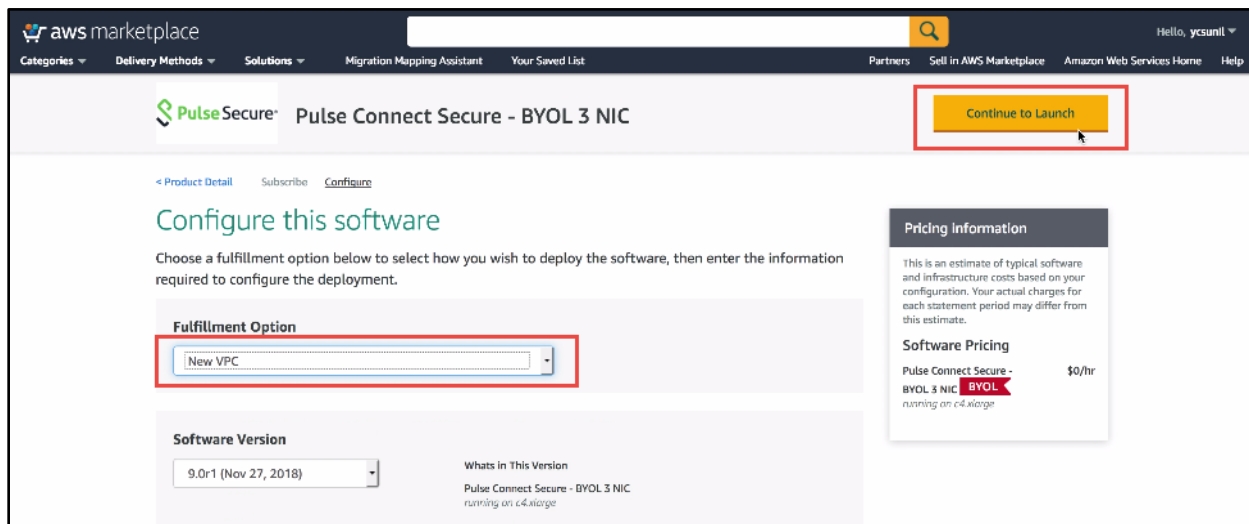 aws marketplace
Hello, ycsunil
Categories Delivery Methods Solutions Migration Mapping Assistant Your Saved List Partners Sell in AWS Marketplace Amazon Web Services Home Help
Pulse Secure Pulse Connect Secure - BYOL 3 NIC Continue to Launch
< Product Detail Subscribe Configure
Configure this software
Choose a fulfillment option below to select how you wish to deploy the software, then enter the information
required to configure the deployment.
Fulfillment Option
New VPC
Software Version
9.0r1 (Nov 27, 2018)
Whats in This Version
Pulse Connect Secure - BYOL 3 NIC
running on c4.xlarge
Pricing information
This is an estimate of typical software
and infrastructure costs based on your
configuration. Your actual charges for
each statement period may differ from
this estimate.
Software Pricing
Pulse Connect Secure - $0/hr
BYOL 3 NIC BYOL
running on c4.xlarge